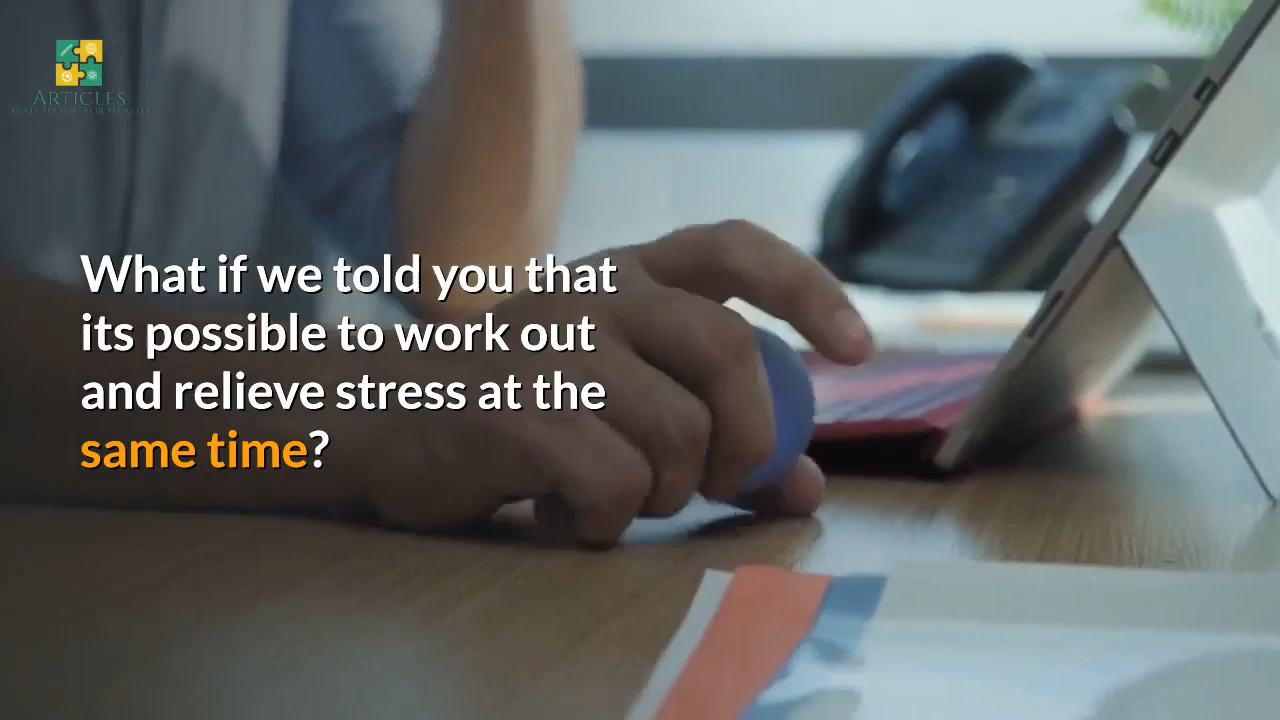 ARTICLES
What if we told you that
its possible to work out
and relieve stress at the
same time?